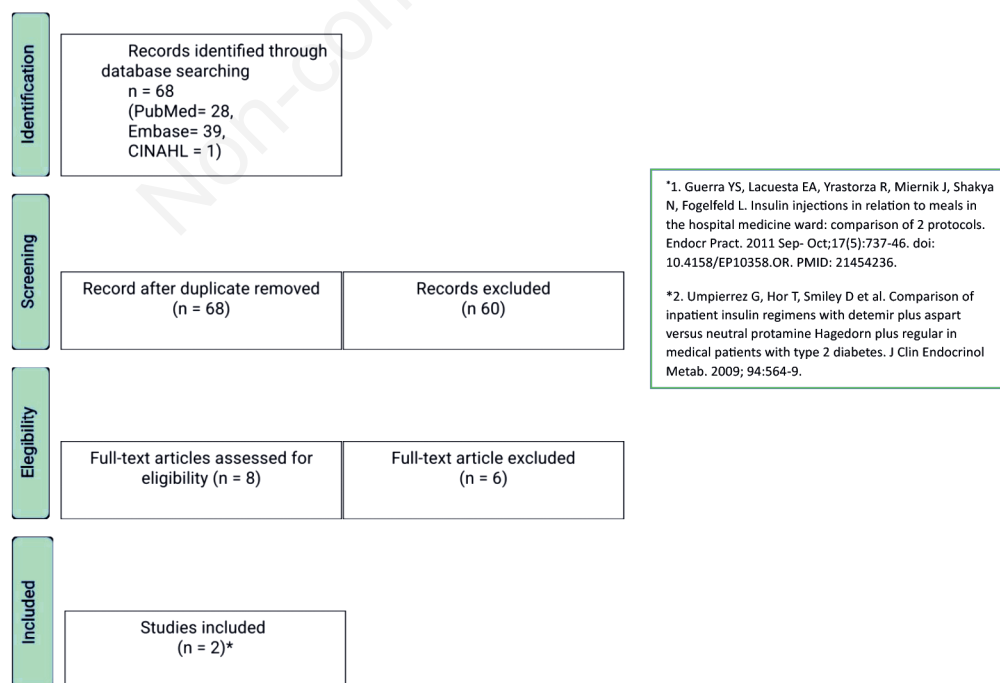 Identification
Records identified through
database searching
n = 68
(PubMed= 28,
Embase= 39,
CINAHL = 1)
Screening
Record after duplicate removed
(n = 68)
Records excluded
(n 60)
Elegibility
Full-text articles assessed for
eligibility (n = 8)
Full-text article excluded
(n = 6)
Included
Studies included
(n = 2)*
*1. Guerra YS, Lacuesta EA, Yrastorza R, Miernik J, Shakya
N, Fogelfeld L. Insulin injections in relation to meals in
the hospital medicine ward: comparison of 2 protocols.
Endocr Pract. 2011 Sep- Oct;17(5):737-46. doi:
10.4158/EP10358.OR. PMID: 21454236.
*2. Umpierrez G, Hor T, Smiley D et al. Comparison of
inpatient insulin regimens with detemir plus aspart
versus neutral protamine Hagedorn plus regular in
medical patients with type 2 diabetes. J Clin Endocrinol
Metab. 2009; 94:564-9.